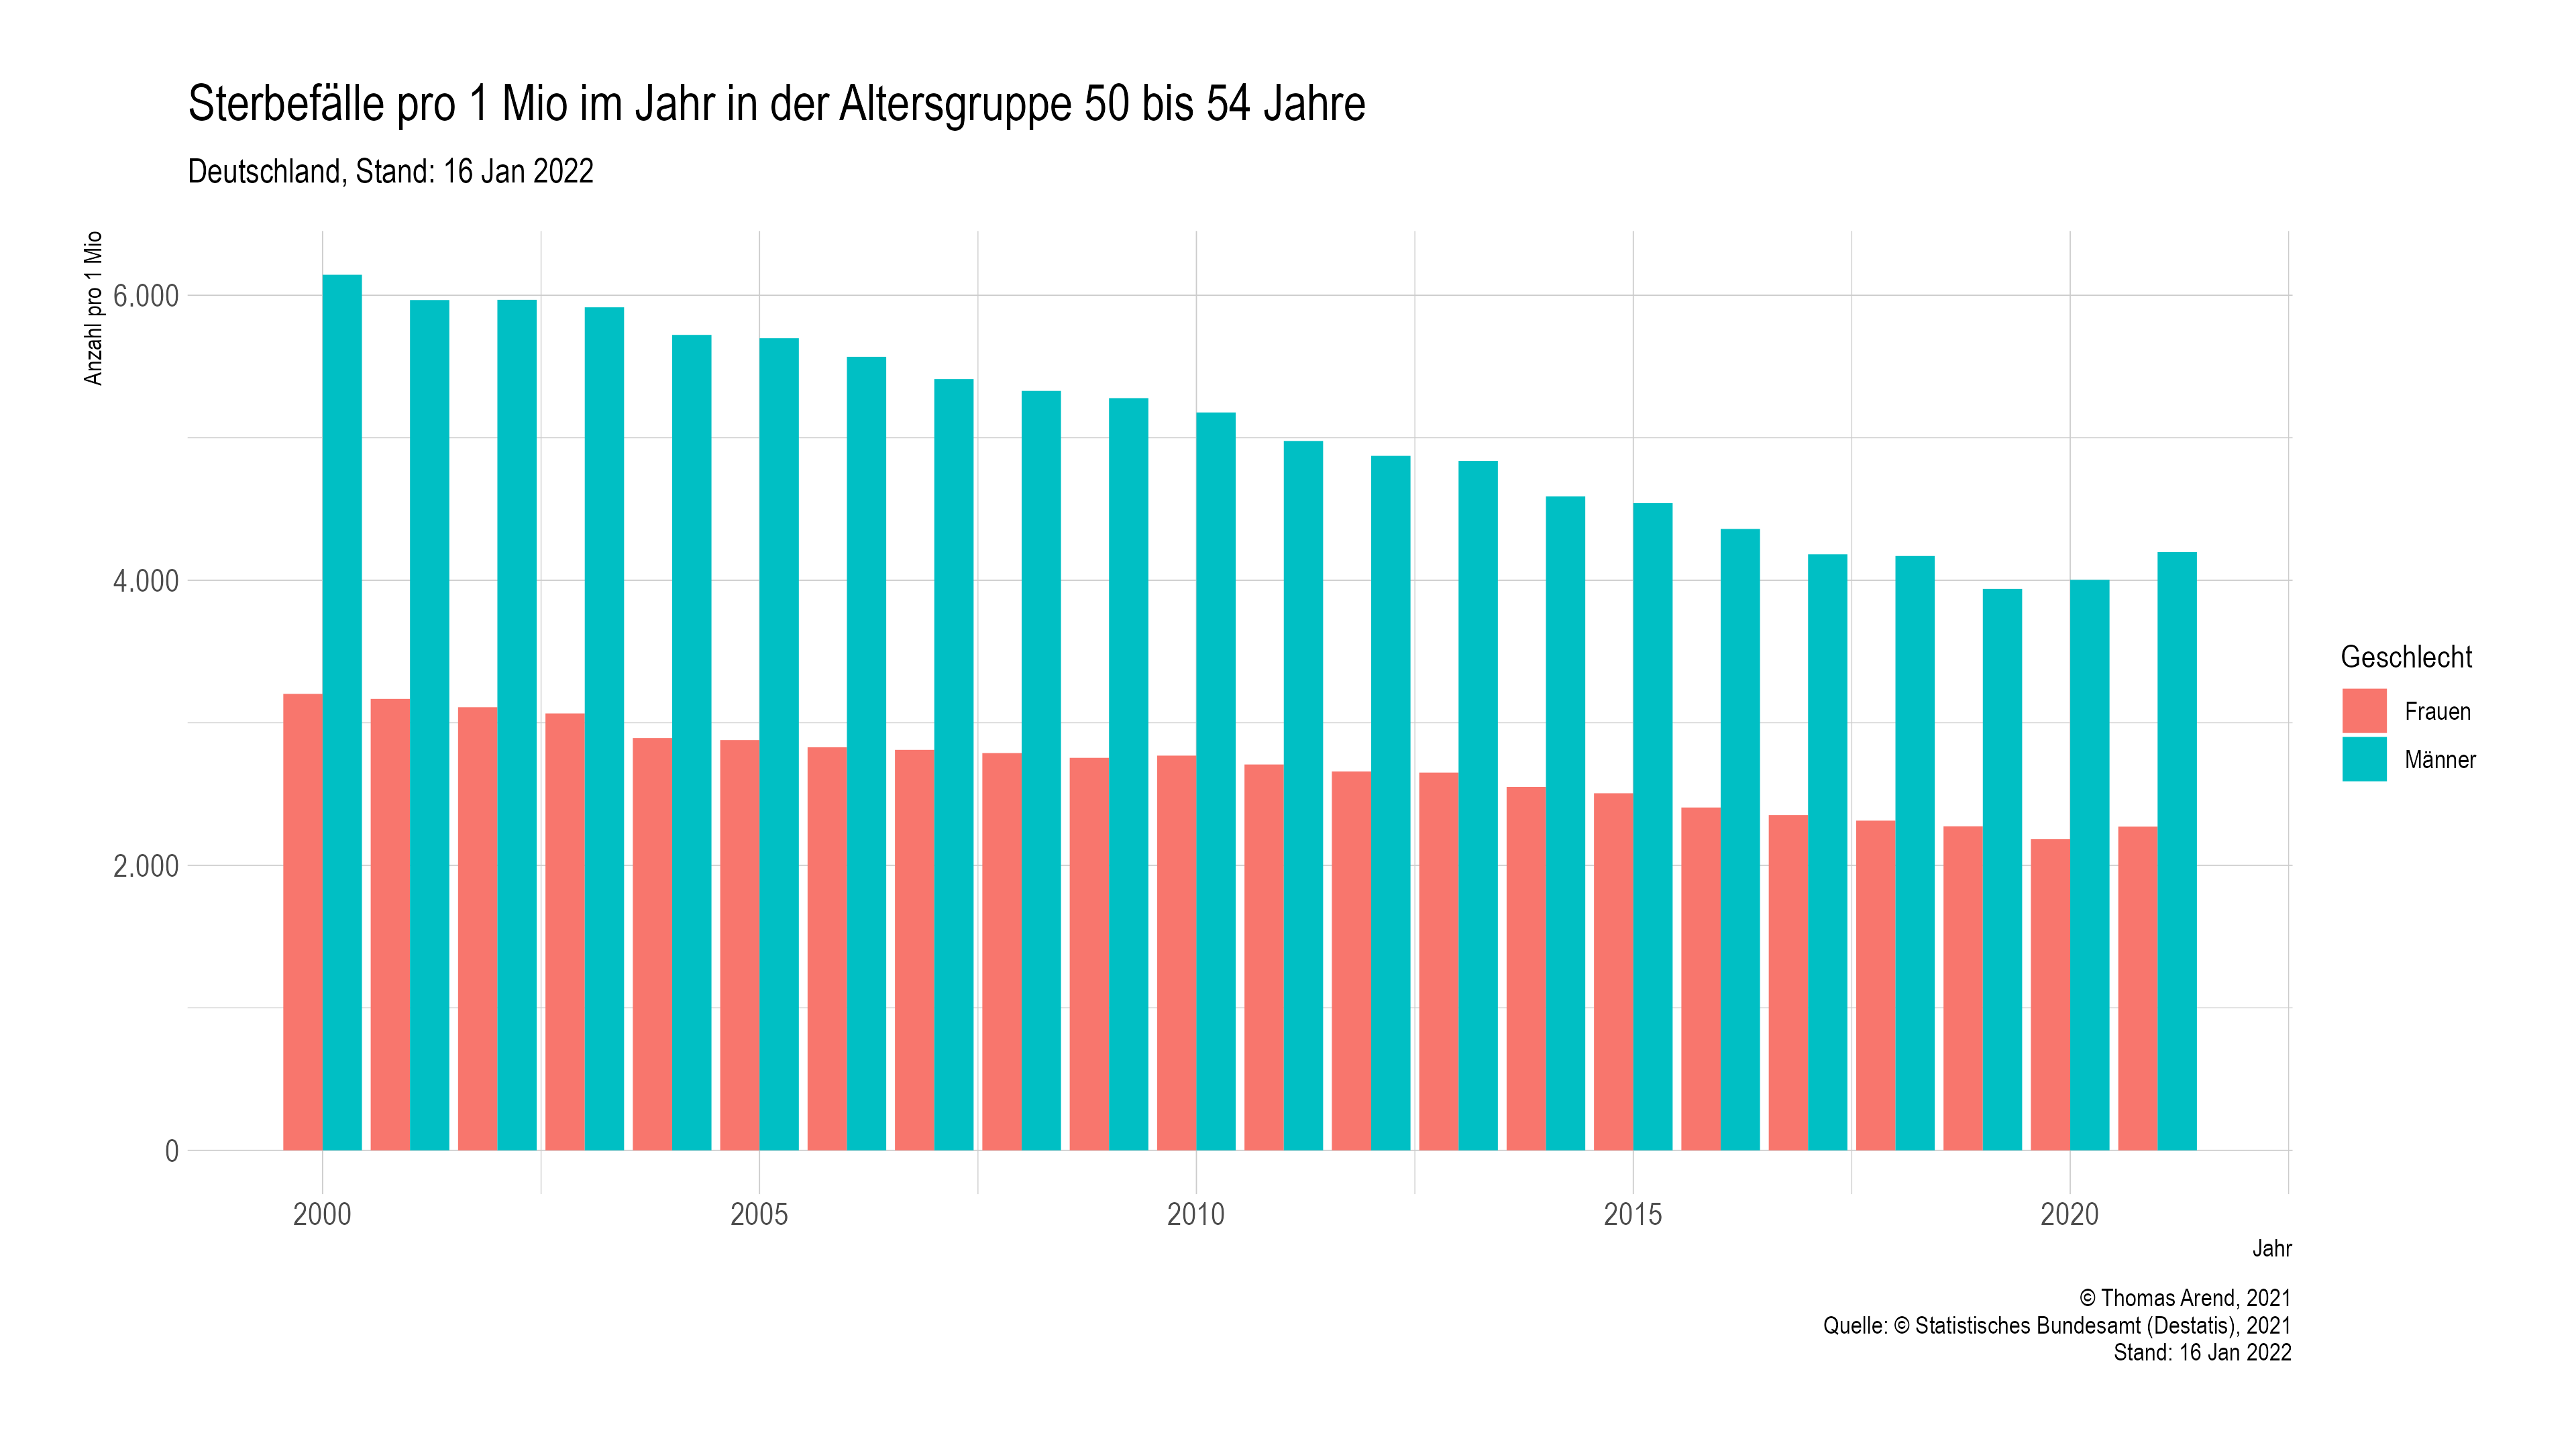 Sterbefälle pro 1 Mio im Jahr in der Altersgruppe 50 bis 54 Jahre
Deutschland, Stand: 16 Jan 2022
Anzahl pro 1 Mio
6.000
4.000
2.000
0
2000
2005
2010
2015
2020
Jahr
Geschlecht
Frauen
Männer
© Thomas Arend, 2021
Quelle: © Statistisches Bundesamt (Destatis), 2021
Stand: 16 Jan 2022